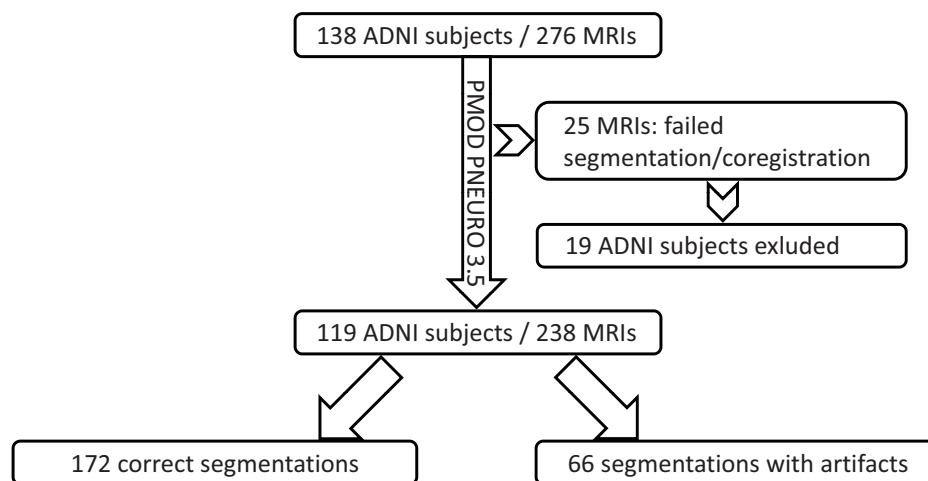 138 ADNI subjects / 276 MRIs
PMOD PNEURO 3.5
25 MRIs: failed
segmentation/coregistration
19 ADNI subjects exluded
119 ADNI subjects / 238 MRIs
172 correct segmentations
66 segmentations with artifacts